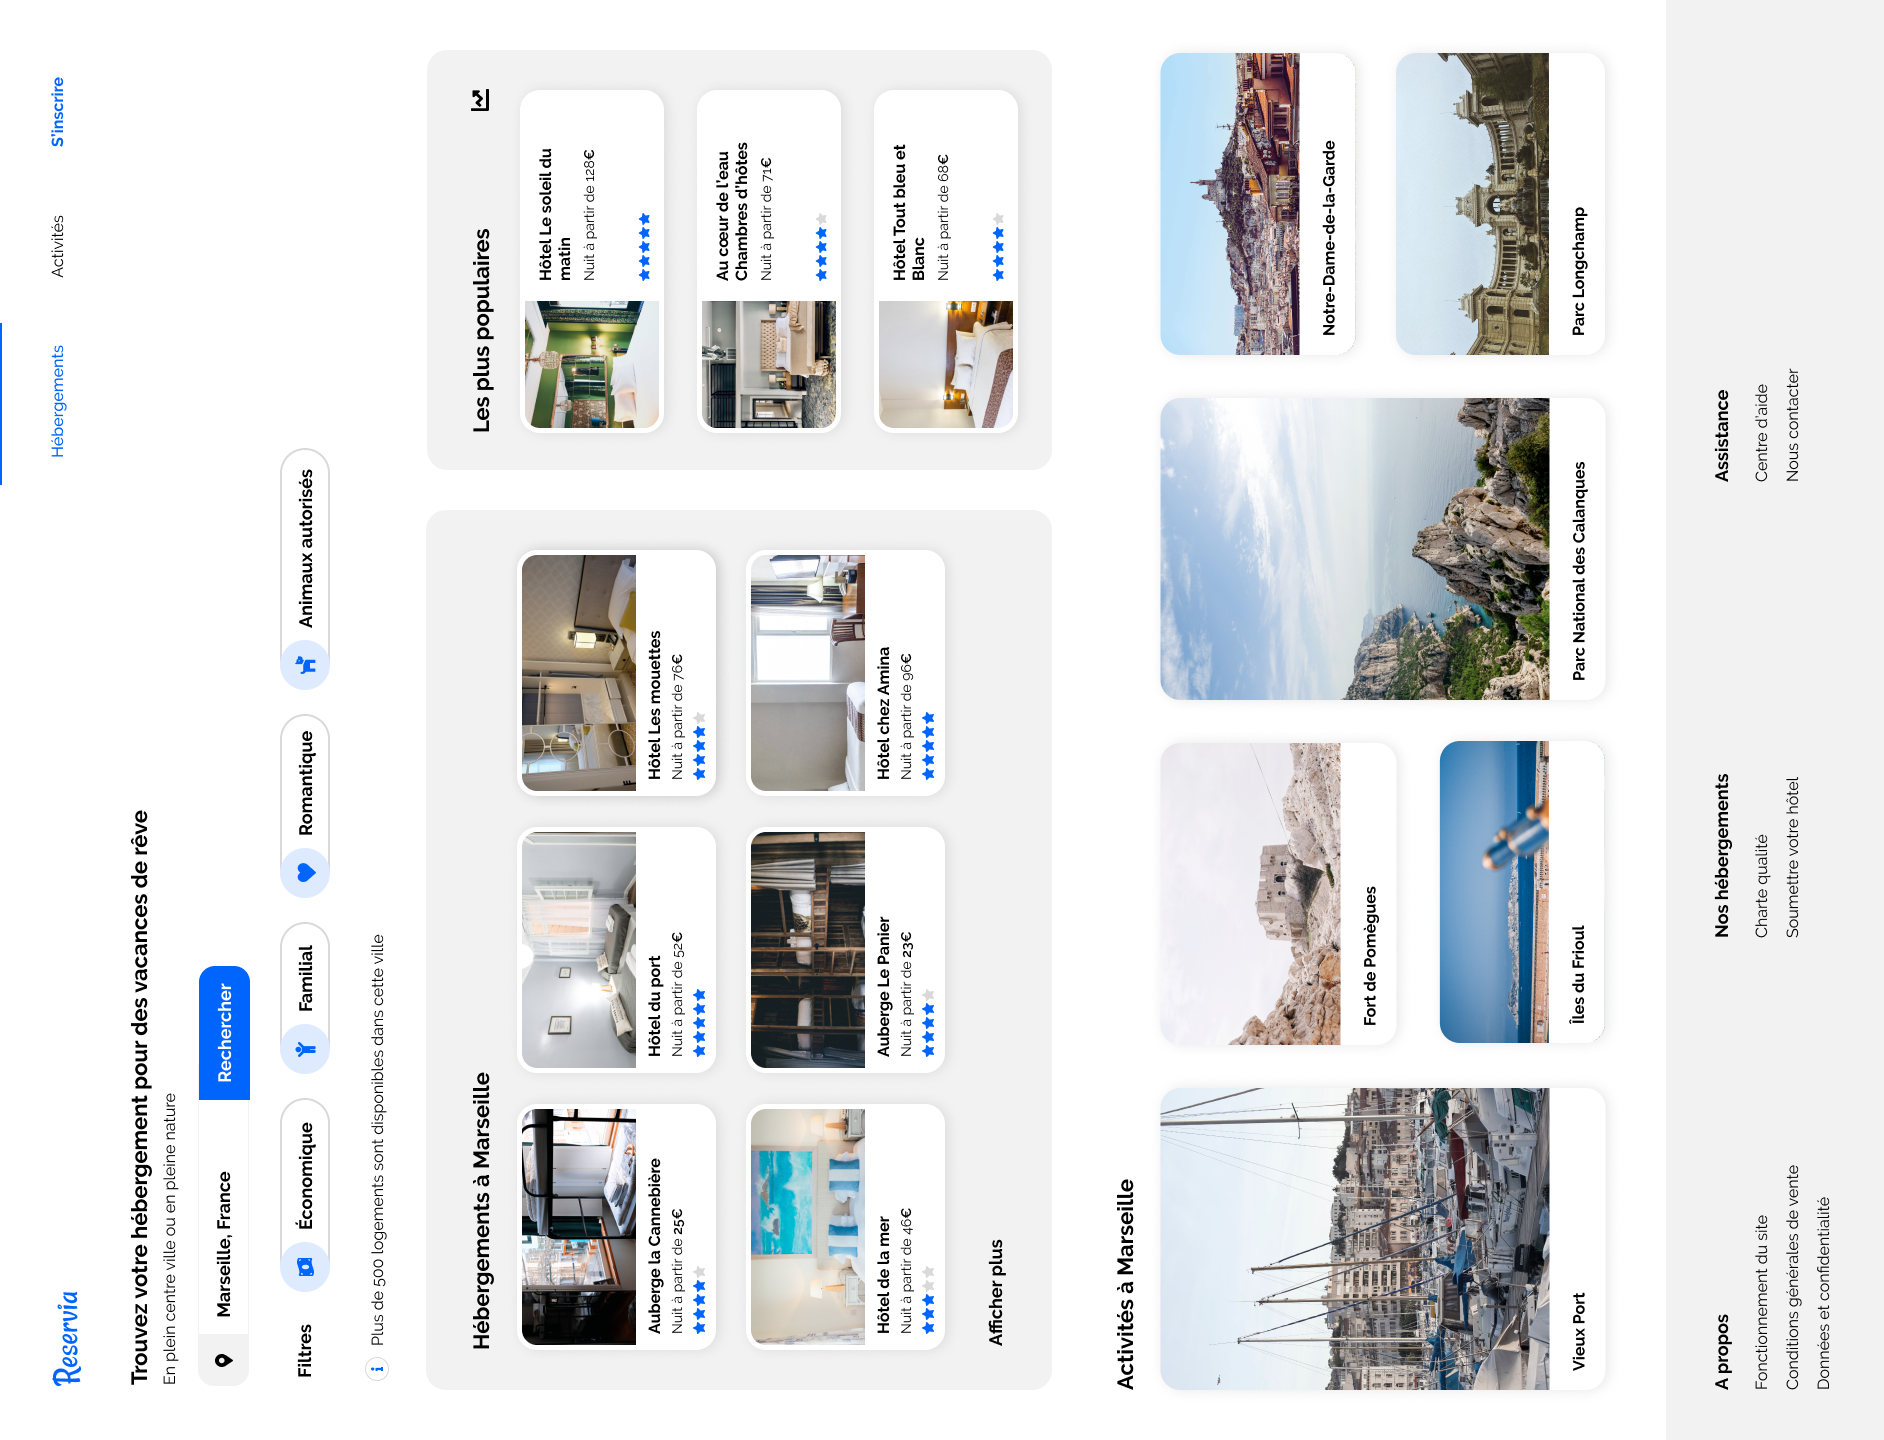 Reservia
Hébergements
Activités
S'inscrire
Trouvez votre hébergement pour des vacances de rêve
En plein centre ville ou en pleine nature
Marseille, France
Rechercher
Filtres
Économique
Familial
Romantique
Animaux autorisés
Plus de 500 logements sont disponibles dans cette ville
Hébergements à Marseille
Auberge la Cannebière
Nuit à partir de 25€
Hôtel du port
Nuit à partir de 52€
Hôtel Les mouettes
Nuit à partir de 76€
Hôtel de la mer
Nuit à partir de 46€
Auberge Le Panier
Nuit à partir de 23€
Hôtel chez Amina
Nuit à partir de 96€
Afficher plus
Les plus populaires
Hôtel Le soleil du
matin
Nuit à partir de 128€
Au cœur de l'eau
Chambres d'hôtes
Nuit à partir de 71€
Hôtel Tout bleu et
Blanc
Nuit à partir de 68€
Activités à Marseille
Vieux Port
Fort de Pomègues
Îles du Frioul
Parc National des Calanques
Notre-Dame-de-la-Garde
Parc Longchamp
A propos
Fonctionnement du site
Conditions générales de vente
Données et confidentialité
Nos hébergements
Charte qualité
Soumettre votre hôtel
Assistance
Centre d'aide
Nous contacter